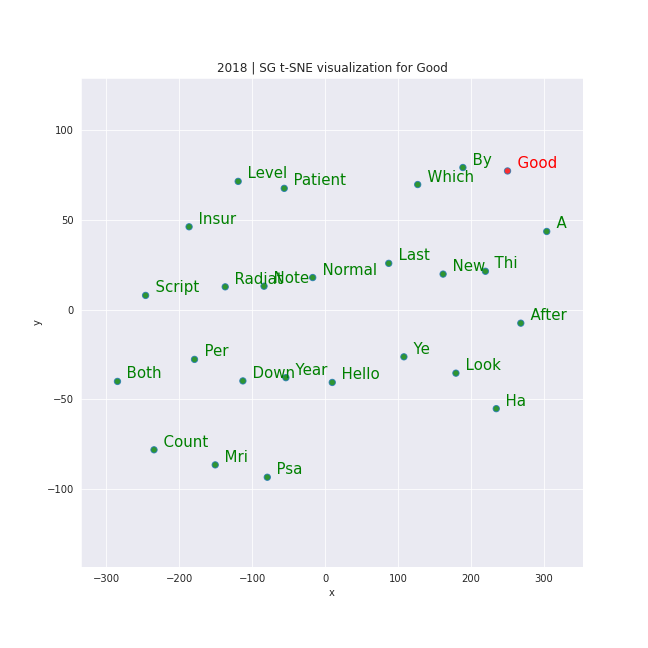 2018 | SG t-SNE visualization for Good
100
50
0
−50
−100
y
By
Good
Level
Patient
Which
Insur
A
Last
New
Thi
Radiat
Note
Normal
Script
After
Per
Ye
Both
Down
Year
Hello
Look
Ha
Count
Mri
Psa
−300
−200
−100
0
100
200
300
x